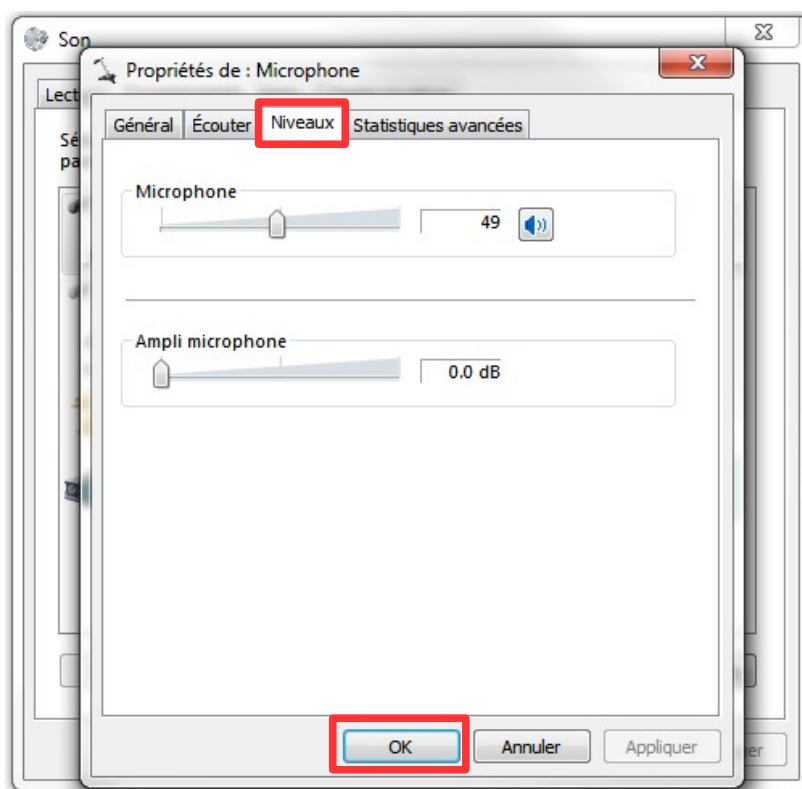 Son
Propriétés de : Microphone
Lect
Général Écouter Niveaux Statistiques avancées
Sé
pa
Microphone
49
Ampli microphone
0.0 dB
OK Annuler Appliquer
er